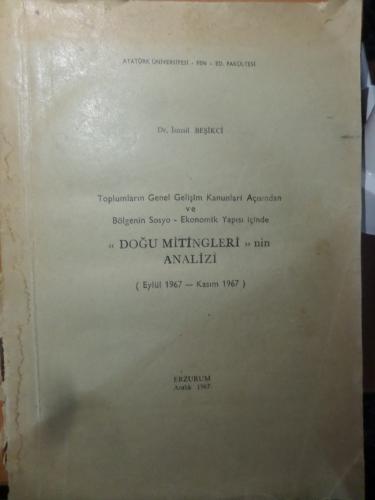 ATATÜRK ÜNİVERSİTESİ - FEN - ED. FAKÜLTESİ
Dr. İsmail BEŞİKCİ
Toplumların Genel Gelişim Kanunları Açısından
ve
Bölgenin Sosyo - Ekonomik Yapısı içinde
« DOĞU MİTİNGLERİ » nin
ANALİZİ
( Eylül 1967 — Kasım 1967 )
ERZURUM
Aralık 1967